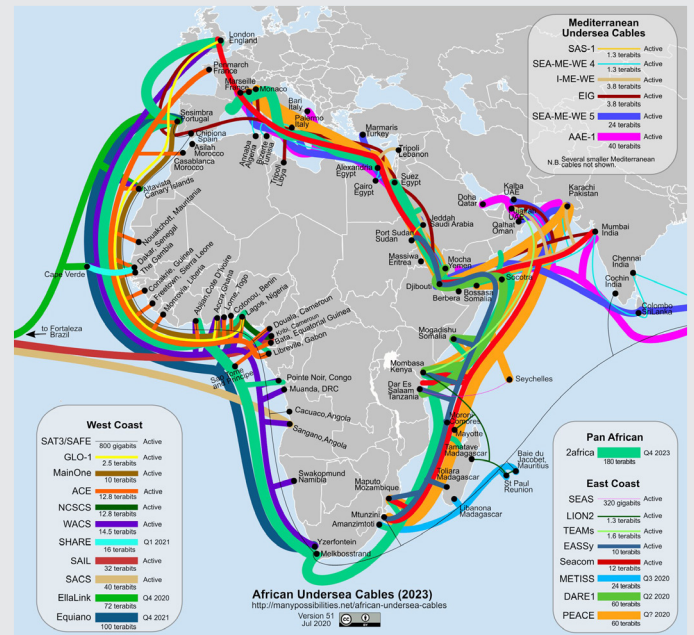 Mediterranean
Undersea Cables
SAS-1 Active
1.3 terabits
SEA-ME-WE 4 Active
1.3 terabits
I-ME-WE Active
3.8 terabits
EIG Active
3.8 terabits
SEA-ME-WE 5 Active
24 terabits
AAE-1 Active
40 terabits
N.B. Several smaller Mediterranean
cables not shown.
London
England
Penmarch
France
Marseille
France
Monaco
Bari
Italy
Palermo
Italy
Marmaris
Turkey
Tripoli
Lebanon
Sesimbra
Portugal
Chipiona
Spain
Asilah
Morocco
Casablanca
Morocco
Annaba
Algeria
Bizerte
Tunisia
Tripoli
Libya
Alexandria
Egypt
Cairo
Egypt
Suez
Egypt
Altavista
Canary Islands
Nouakchott, Mauritania
Dakar, Senegal
The Gambia
Conakrie, Guinea
Freetown, Sierra Leone
Monrovia, Liberia
Abijan,Cote D'Ivoire
Accra,Ghana
Lome,Togo
Cotonou, Benin
Lagos, Nigeria
Douala, Cameroon
Kribi, Cameroon
Bata, Equatorial Guinea
Libreville, Gabon
Cape Verde
to Fortaleza
Brazil
Sao Tome
and Principe
Pointe Noir, Congo
Muanda, DRC
Cacuaco,Angola
Sangano,Angola
Swakopmund
Namibia
Yzerfontein
Melkbosstrand
Jeddah
Saudi Arabia
Port Sudan
Sudan
Massiwa
Eritrea
Mocha
Yemen
Djibouti
Berbera
Bossaso
Somalia
Socotra
Doha
Qatar
Kalba
UAE
Qalhat
Oman
Karachi
Pakistan
Mumbai
India
Chennai
India
Cochin
India
Colombo
Sri Lanka
Mogadishu
Somalia
Mombasa
Kenya
Dar Es
Salaam
Tanzania
Seychelles
Moroni
Comores
Mayotte
Tamatave
Madagascar
Toliara
Madagascar
Libanona
Madagascar
Baie du
Jacobet,
Mauritius
St Paul
Reunion
Maputo
Mozambique
Mtunzini
Amanzimtoti
West Coast
SAT3/SAFE Active
800 gigabits
GLO-1 Active
2.5 terabits
MainOne Active
10 terabits
ACE Active
12.8 terabits
NCSCS Active
12.8 terabits
WACS Active
14.5 terabits
SHARE Q1 2021
16 terabits
SAIL Active
32 terabits
SACS Active
40 terabits
EllaLink Q4 2020
72 terabits
Equiano Q4 2021
100 terabits
Pan African
2africa Q4 2023
180 terabits
East Coast
SEAS Active
320 gigabits
LION2 Active
1.3 terabits
TEAMs Active
1.6 terabits
EASSy Active
10 terabits
Seacom Active
12 terabits
METISS Q3 2020
24 terabits
DARE1 Q2 2020
60 terabits
PEACE Q? 2020
60 terabits
African Undersea Cables (2023)
http://manypossibilities.net/african-undersea-cables
Version 51
Jul 2020
cc
BY